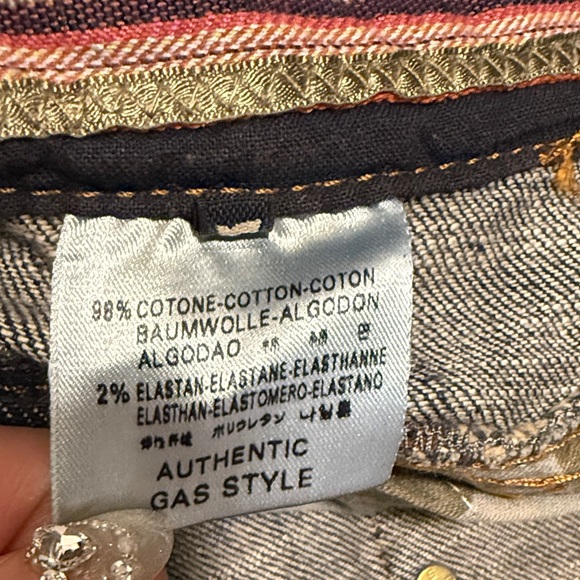 98% COTONE-COTTON-COTON
BAUMWOLLE-ALGODON
ALGODAO
2% ELASTAN-ELASTANE-ELASTHANNE
ELASTHAN-ELASTOMERO-ELASTANO
ポリウレタン
AUTHENTIC
GAS STYLE